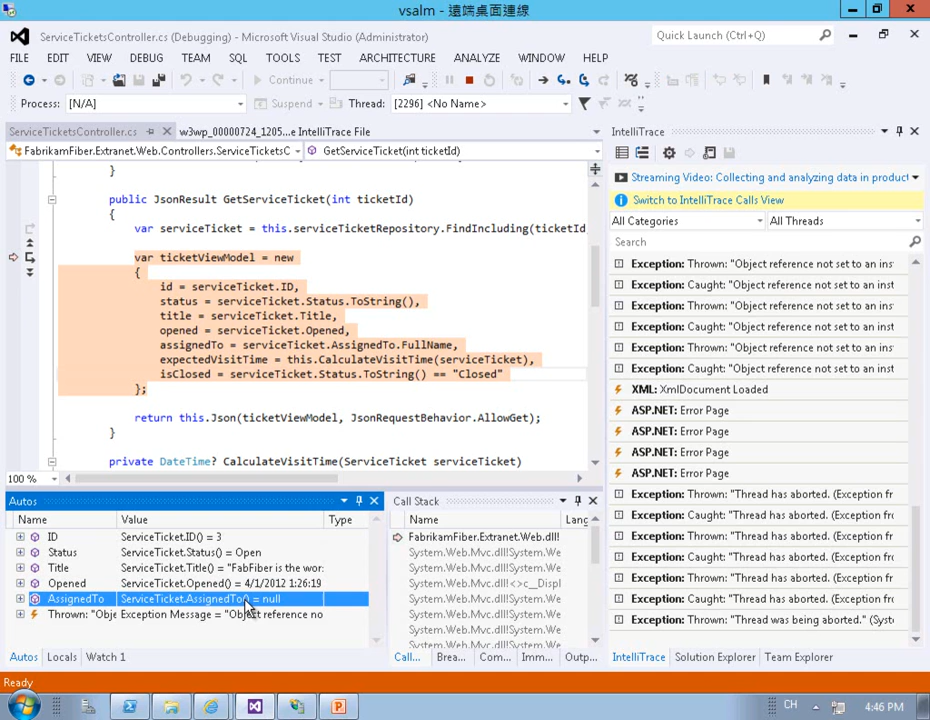 vsalm - 遠端桌面連線
ServiceTicketsController.cs (Debugging) - Microsoft Visual Studio (Administrator)
Quick Launch (Ctrl+Q)
FILE EDIT VIEW DEBUG TEAM SQL TOOLS TEST ARCHITECTURE ANALYZE WINDOW HELP
Continue
Process: [N/A] Suspend Thread: [2296] <No Name>
ServiceTicketsController.cs w3wp_00000724_1205...e IntelliTrace File
FabrikamFiber.Extranet.Web.Controllers.ServiceTicketsC GetServiceTicket(int ticketId)
}
public JsonResult GetServiceTicket(int ticketId)
{
var serviceTicket = this.serviceTicketRepository.FindIncluding(ticketId
var ticketViewModel = new
{
id = serviceTicket.ID,
status = serviceTicket.Status.ToString(),
title = serviceTicket.Title,
opened = serviceTicket.Opened,
assignedTo = serviceTicket.AssignedTo.FullName,
expectedVisitTime = this.CalculateVisitTime(serviceTicket),
isClosed = serviceTicket.Status.ToString() == "Closed"
};
return this.Json(ticketViewModel, JsonRequestBehavior.AllowGet);
}
private DateTime? CalculateVisitTime(ServiceTicket serviceTicket)
100 %
IntelliTrace
Streaming Video: Collecting and analyzing data in product
Switch to IntelliTrace Calls View
All Categories All Threads
Search
Exception: Thrown: "Object reference not set to an inst
Exception: Caught: "Object reference not set to an inst
Exception: Thrown: "Object reference not set to an inst
Exception: Caught: "Object reference not set to an inst
Exception: Thrown: "Object reference not set to an inst
Exception: Caught: "Object reference not set to an inst
XML: XmlDocument Loaded
ASP.NET: Error Page
ASP.NET: Error Page
ASP.NET: Error Page
ASP.NET: Error Page
Exception: Thrown: "Thread has aborted. (Exception fr
Exception: Caught: "Thread has aborted. (Exception fr
Exception: Thrown: "Thread has aborted. (Exception fr
Exception: Caught: "Thread has aborted. (Exception fr
Exception: Thrown: "Thread has aborted. (Exception fr
Exception: Caught: "Thread has aborted. (Exception fr
Exception: Thrown: "Thread was being aborted." (Syste
IntelliTrace Solution Explorer Team Explorer
Autos
Name Value Type
ID ServiceTicket.ID() = 3
Status ServiceTicket.Status() = Open
Title ServiceTicket.Title() = "FabFiber is the wor:
Opened ServiceTicket.Opened() = 4/1/2012 1:26:19
AssignedTo ServiceTicket.AssignedTo() = null
Thrown: "Obje Exception Message = "Object reference no
Autos Locals Watch 1
Call Stack
Name Lang
FabrikamFiber.Extranet.Web.dll!
System.Web.Mvc.dll!System.We
System.Web.Mvc.dll!System.We
System.Web.Mvc.dll!<>c__Displ
System.Web.Mvc.dll!System.We
System.Web.Mvc.dll!System.We
System.Web.Mvc.dll!System.We
Call... Brea... Com... Imm... Outp...
Ready
CH 4:46 PM